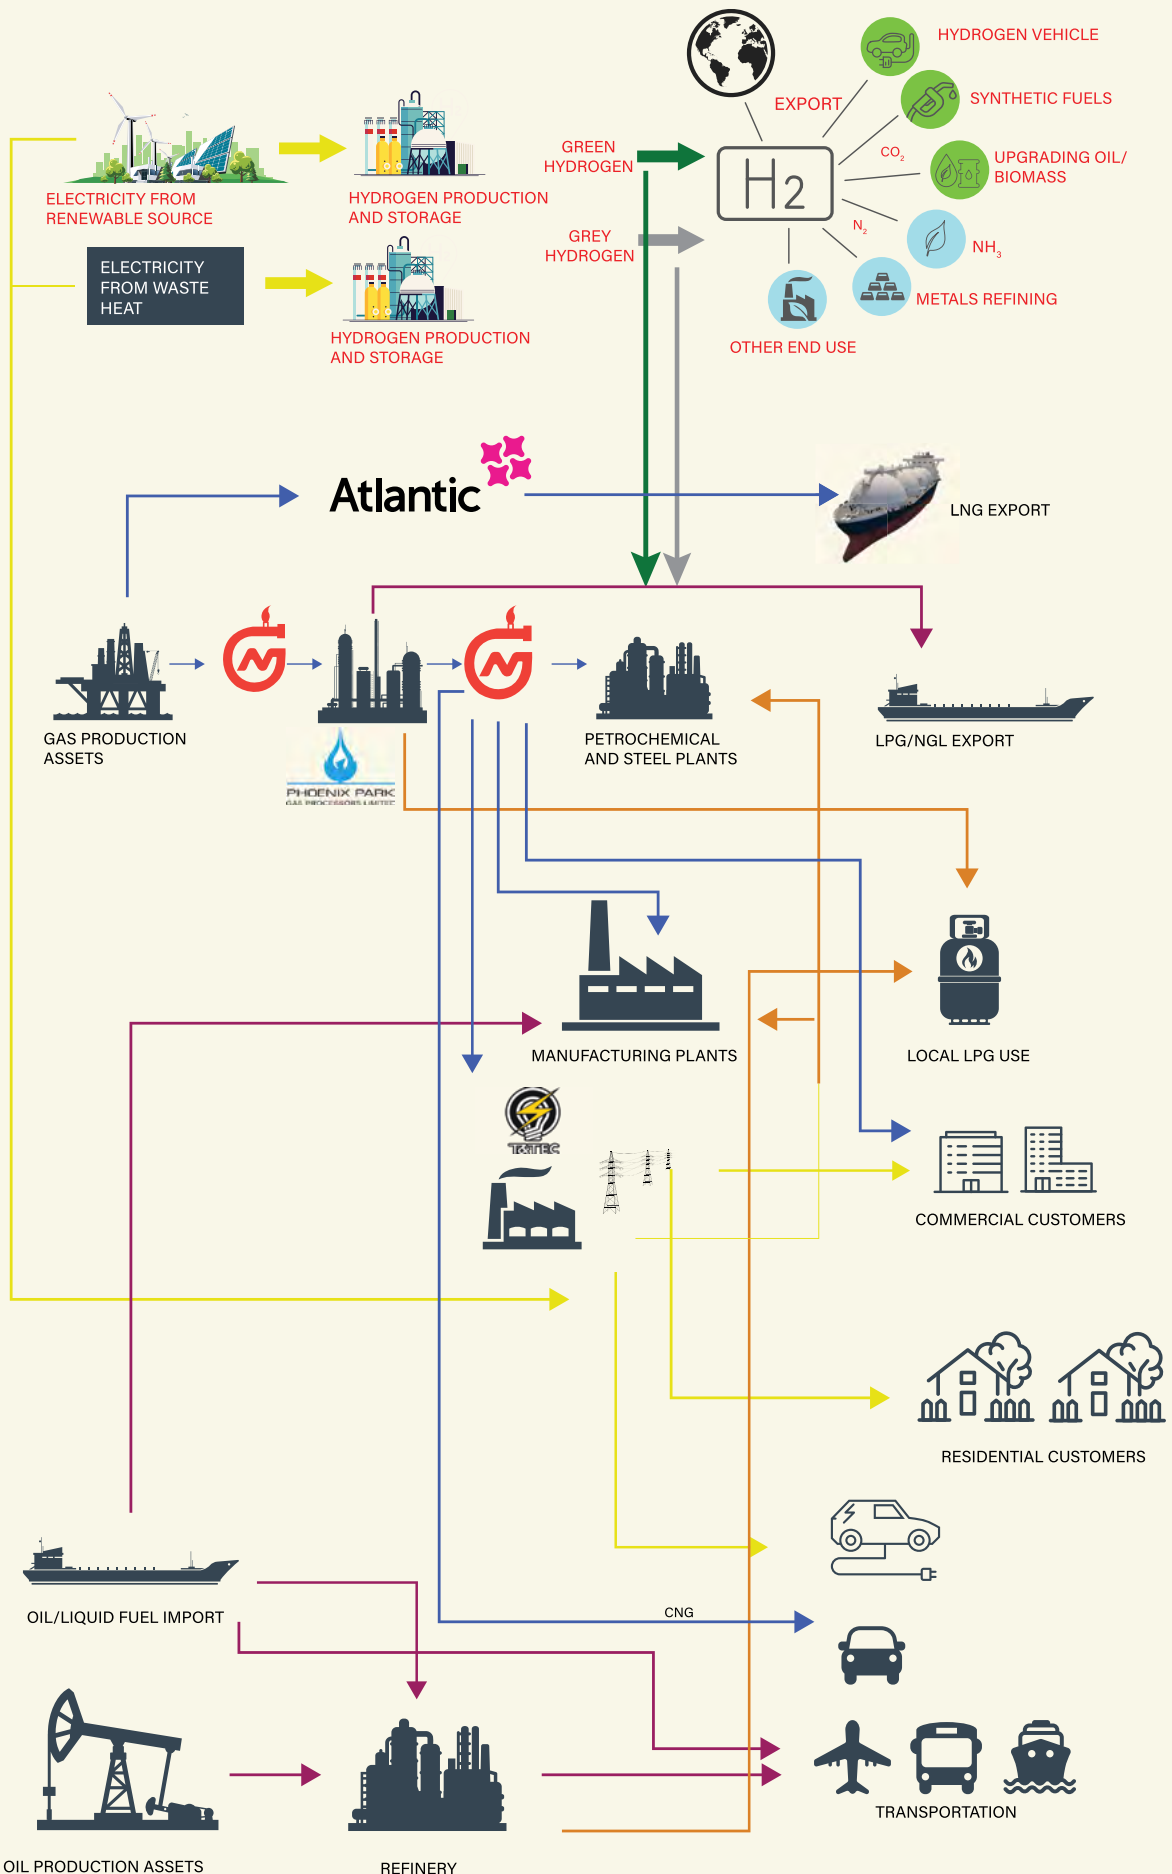 HYDROGEN VEHICLE
EXPORT
SYNTHETIC FUELS
GREEN
HYDROGEN
CO2
UPGRADING OIL/
BIOMASS
H2
ELECTRICITY FROM
RENEWABLE SOURCE
HYDROGEN PRODUCTION
AND STORAGE
GREY
HYDROGEN
N2
NH3
ELECTRICITY
FROM WASTE
HEAT
METALS REFINING
HYDROGEN PRODUCTION
AND STORAGE
OTHER END USE
Atlantic
LNG EXPORT
GAS PRODUCTION
ASSETS
PHOENIX PARK
GAS PROCESSORS LIMITED
PETROCHEMICAL
AND STEEL PLANTS
LPG/NGL EXPORT
MANUFACTURING PLANTS
LOCAL LPG USE
T&TEC
COMMERCIAL CUSTOMERS
RESIDENTIAL CUSTOMERS
OIL/LIQUID FUEL IMPORT
CNG
TRANSPORTATION
OIL PRODUCTION ASSETS
REFINERY